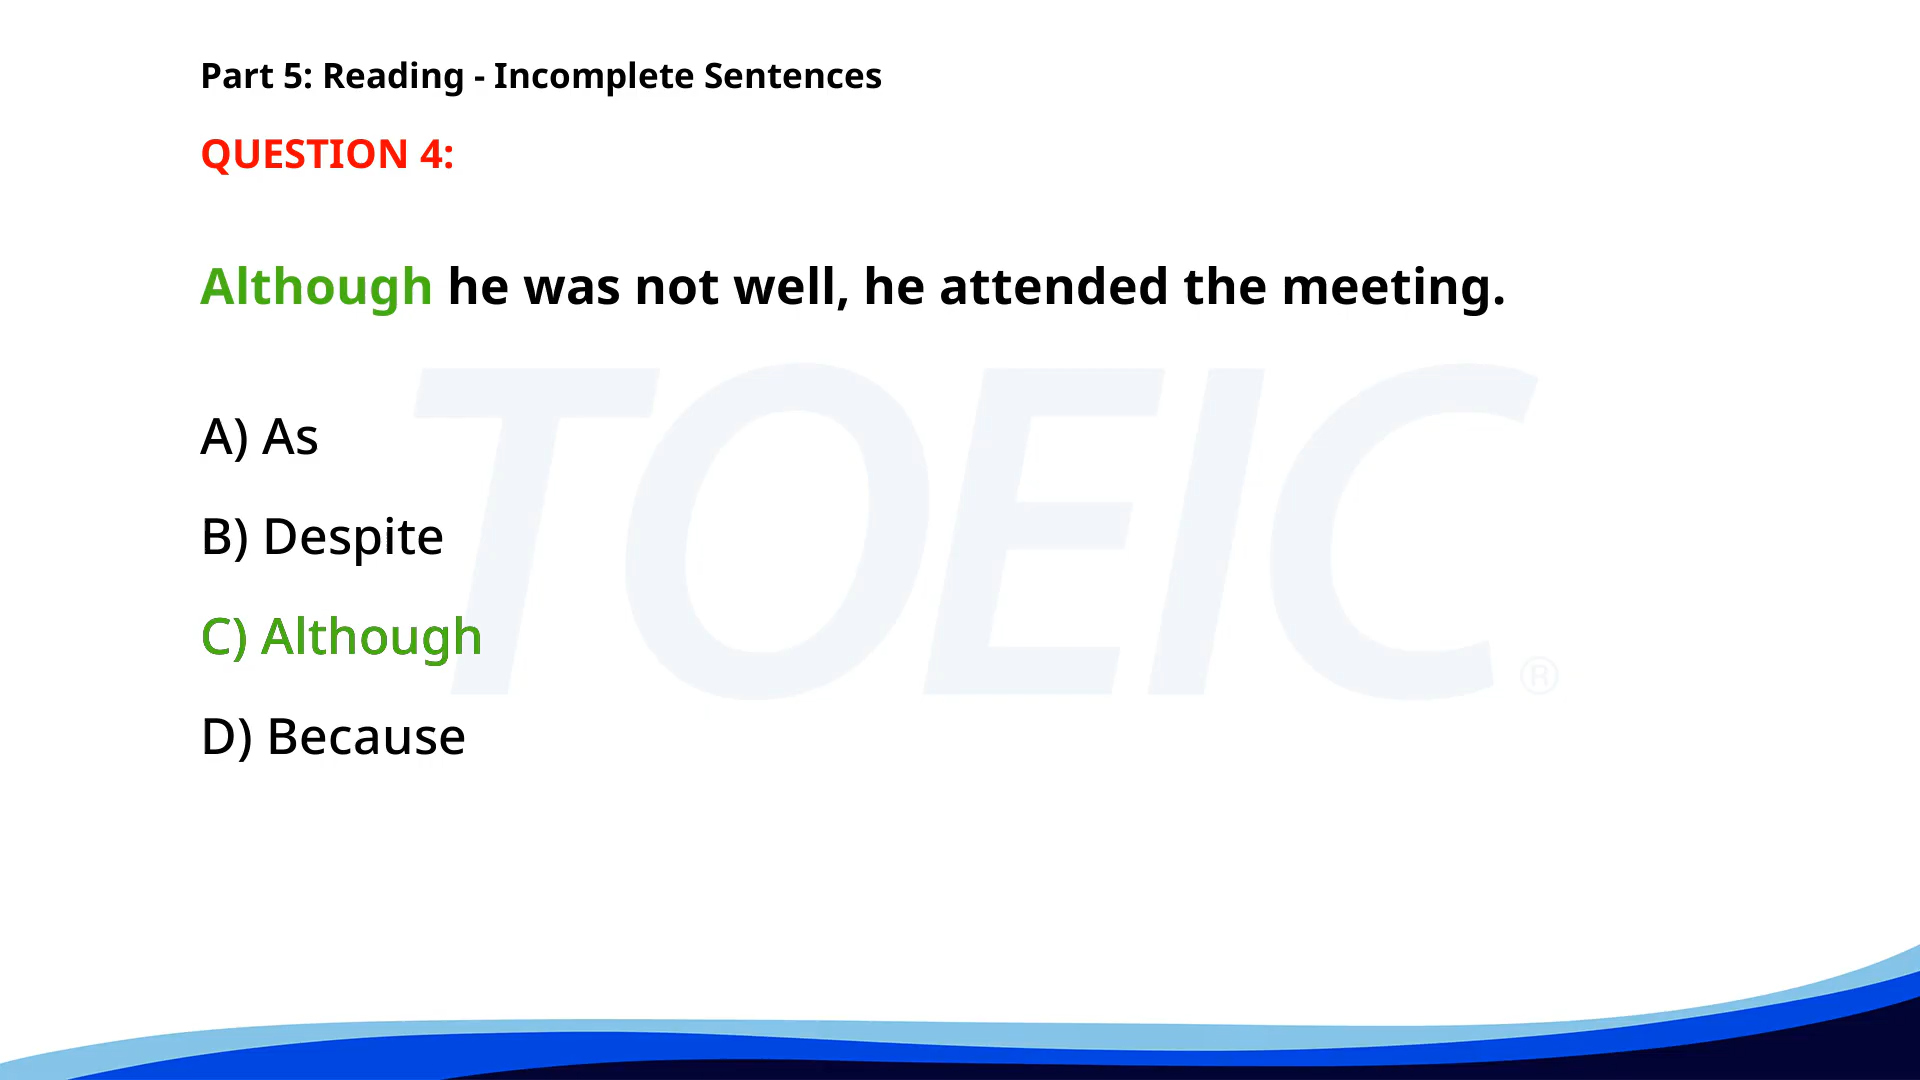 Part 5: Reading - Incomplete Sentences
QUESTION 4:
Although he was not well, he attended the meeting.
TOEIC®
A) As
B) Despite
C) Although
D) Because